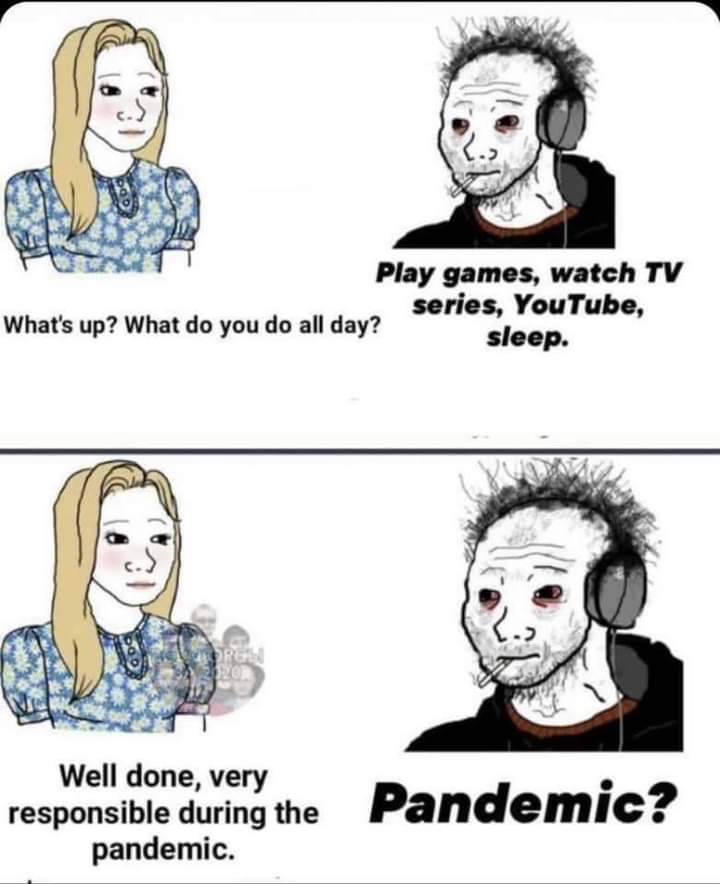 Play games, watch TV
series, YouTube,
sleep.
What's up? What do you do all day?
2020
Well done, very
responsible during the
pandemic.
Pandemic?